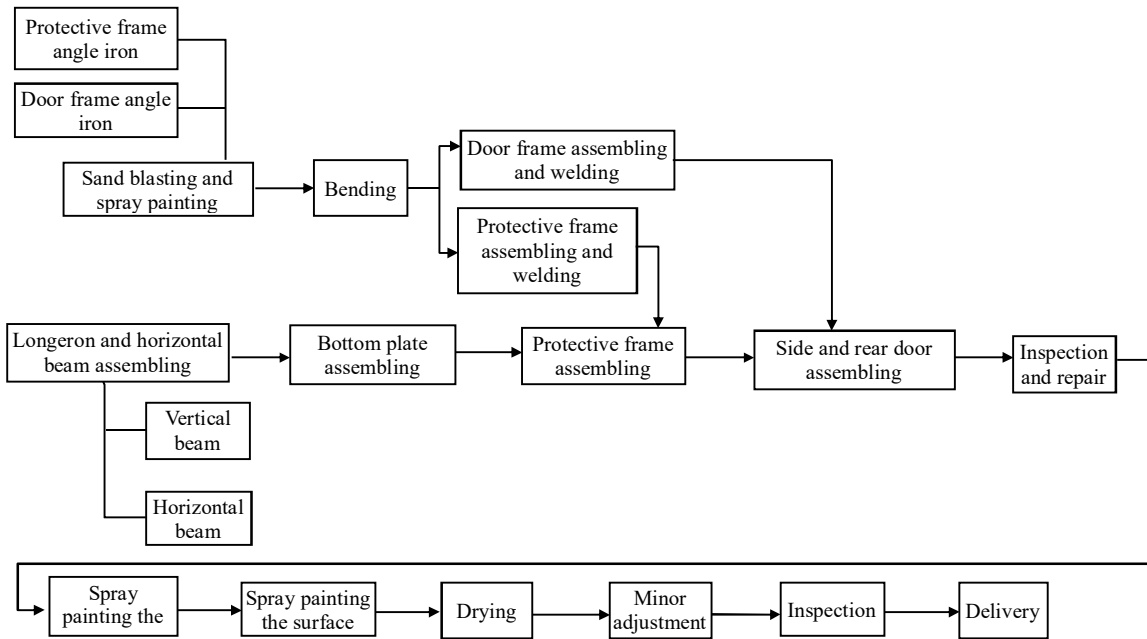 Protective frame
angle iron
Door frame angle
iron
Sand blasting and
spray painting
Bending
Door frame assembling
and welding
Protective frame
assembling and
welding
Longeron and horizontal
beam assembling
Bottom plate
assembling
Protective frame
assembling
Side and rear door
assembling
Inspection
and repair
Vertical
beam
Horizontal
beam
Spray
painting the
Spray painting
the surface
Drying
Minor
adjustment
Inspection
Delivery